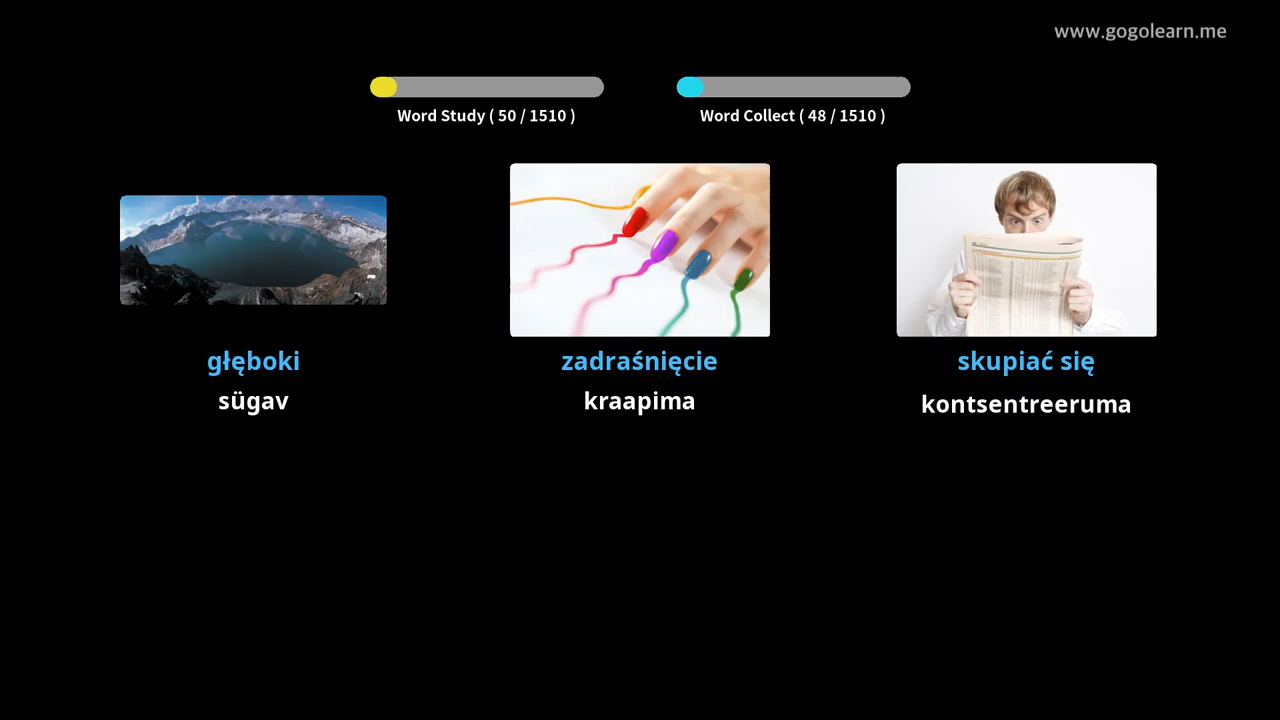 www.gogolearn.me
Word Study ( 50 / 1510 )
Word Collect ( 48 / 1510 )
głęboki
sügav
zadraśnięcie
kraapima
skupiać się
kontsentreeruma